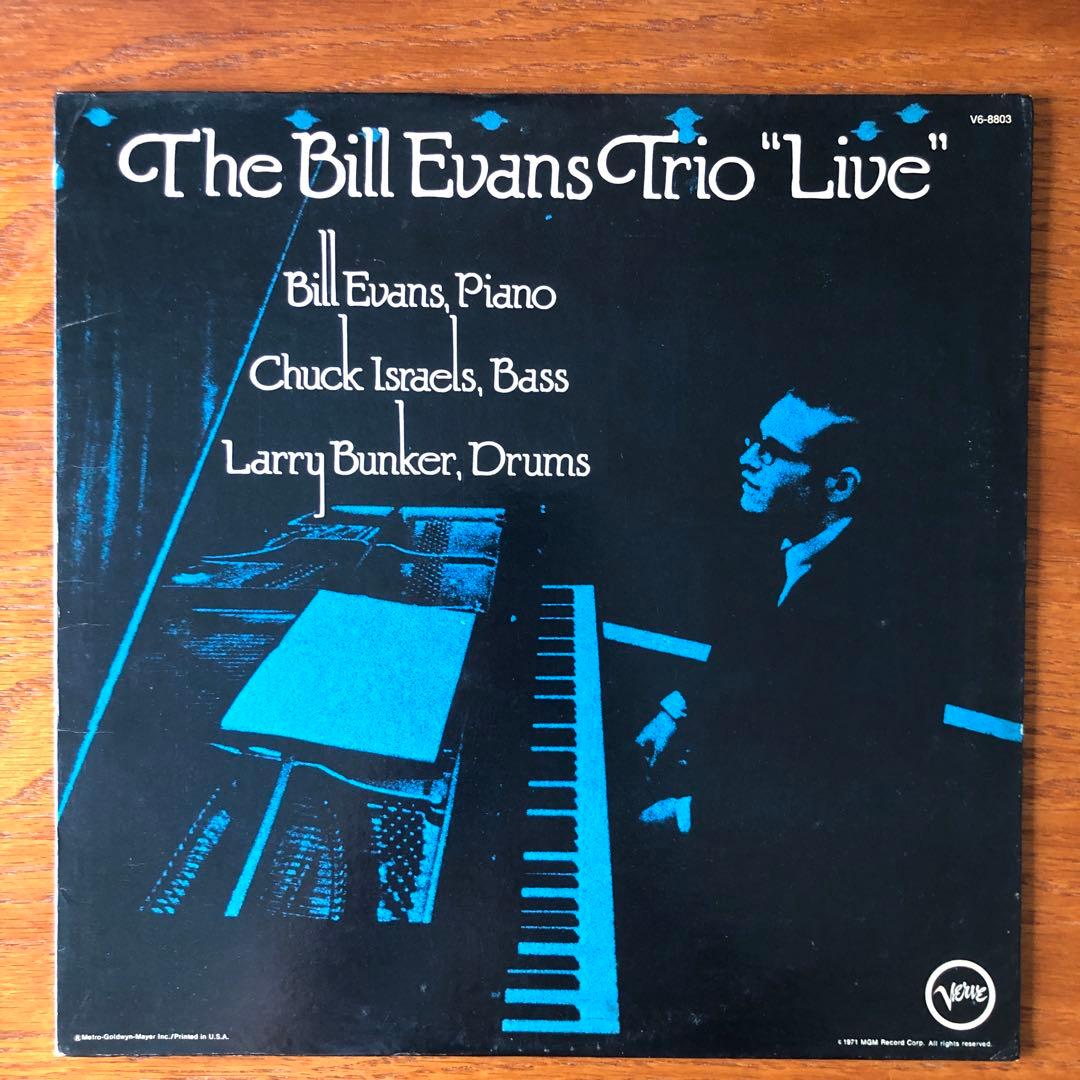 V6-8803
The Bill Evans Trio "Live"
Bill Evans, Piano
Chuck Israels, Bass
Larry Bunker, Drums
Verve
® Metro-Goldwyn-Mayer Inc./Printed in U.S.A.
© 1971 MGM Record Corp. All rights reserved.